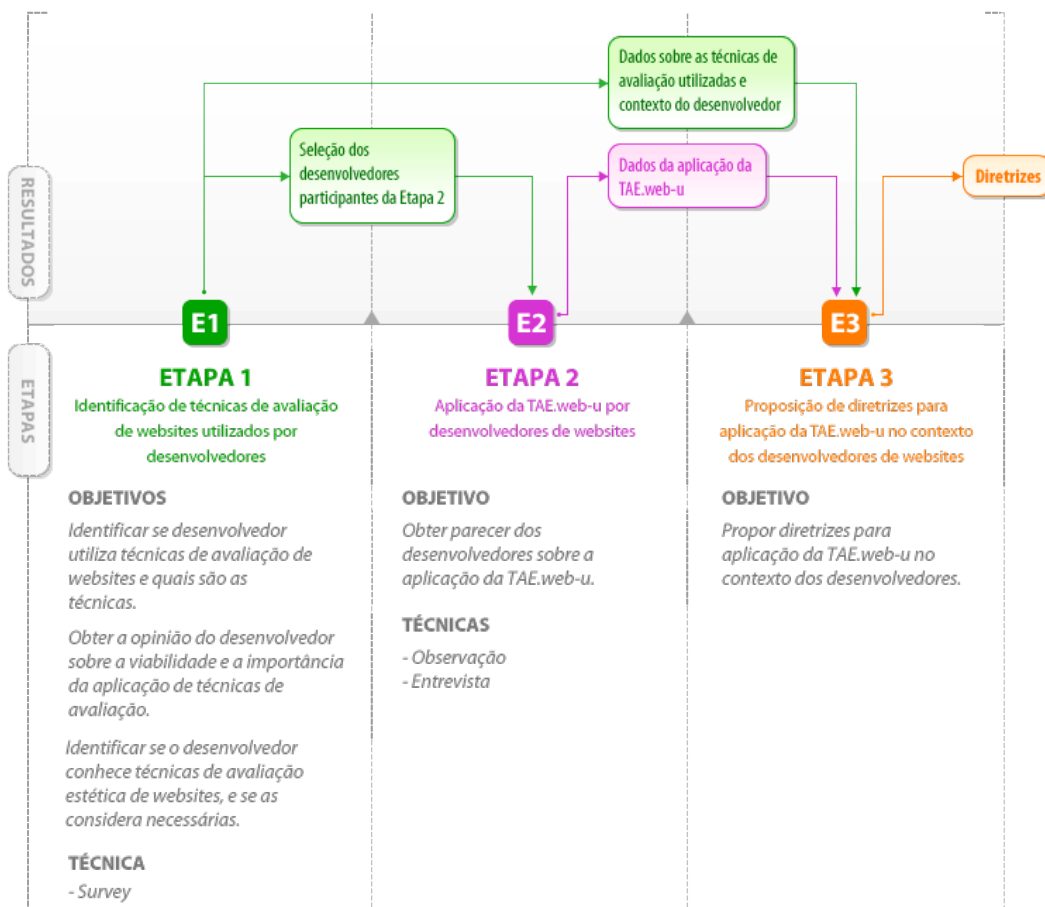 Dados sobre as técnicas de
avaliação utilizadas e
contexto do desenvolvedor
Seleção dos
desenvolvedores
participantes da Etapa 2
Dados da aplicação da
TAE.web-u
Diretrizes
RESULTADOS
E1
E2
E3
ETAPAS
ETAPA 1
Identificação de técnicas de avaliação
de websites utilizados por
desenvolvedores
OBJETIVOS
Identificar se desenvolvedor
utiliza técnicas de avaliação de
websites e quais são as
técnicas.
Obter a opinião do desenvolvedor
sobre a viabilidade e a importância
da aplicação de técnicas de
avaliação.
Identificar se o desenvolvedor
conhece técnicas de avaliação
estética de websites, e se as
considera necessárias.
TÉCNICA
- Survey
ETAPA 2
Aplicação da TAE.web-u por
desenvolvedores de websites
OBJETIVO
Obter parecer dos
desenvolvedores sobre a
aplicação da TAE.web-u.
TÉCNICAS
- Observação
- Entrevista
ETAPA 3
Proposição de diretrizes para
aplicação da TAE.web-u no contexto
dos desenvolvedores de websites
OBJETIVO
Propor diretrizes para
aplicação da TAE.web-u no
contexto dos desenvolvedores.